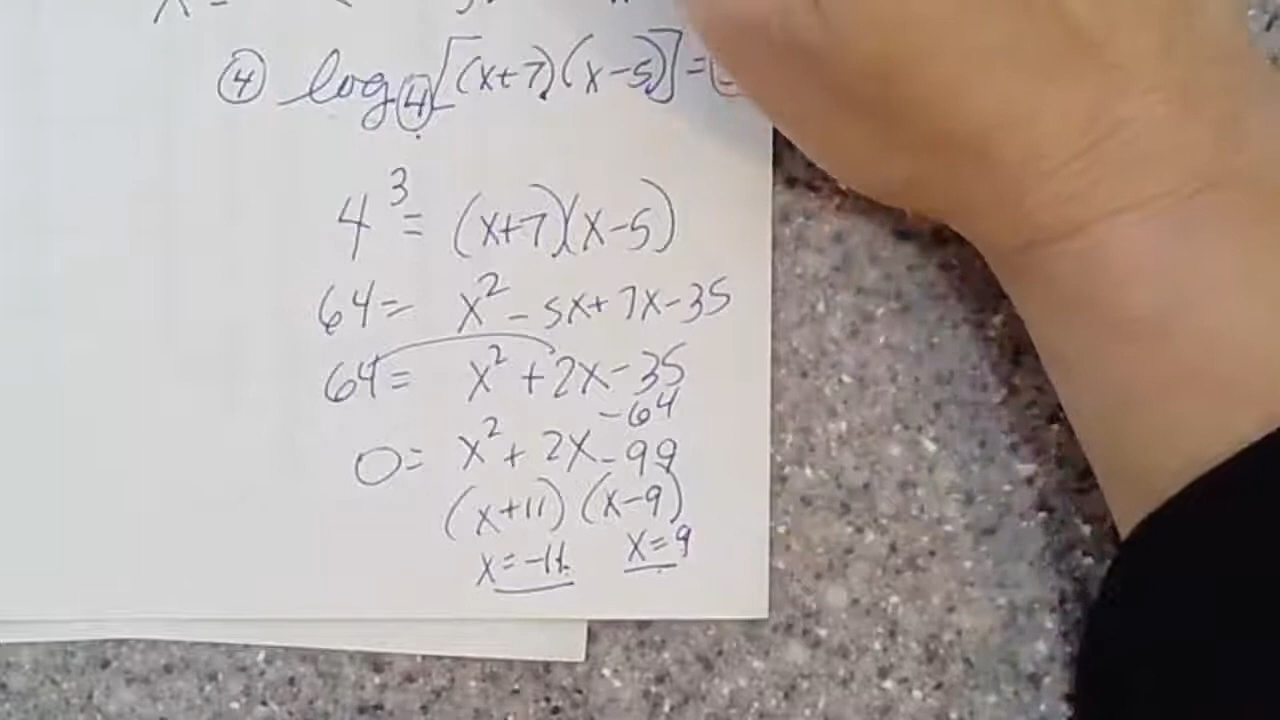 ④ log₄[(x+7)(x-5)]=
4³ = (x+7)(x-5)
64= x² - 5x+7x-35
64= x²+2x-35
-64
0= x²+2x-99
(x+11)(x-9)
x=-11 x=9